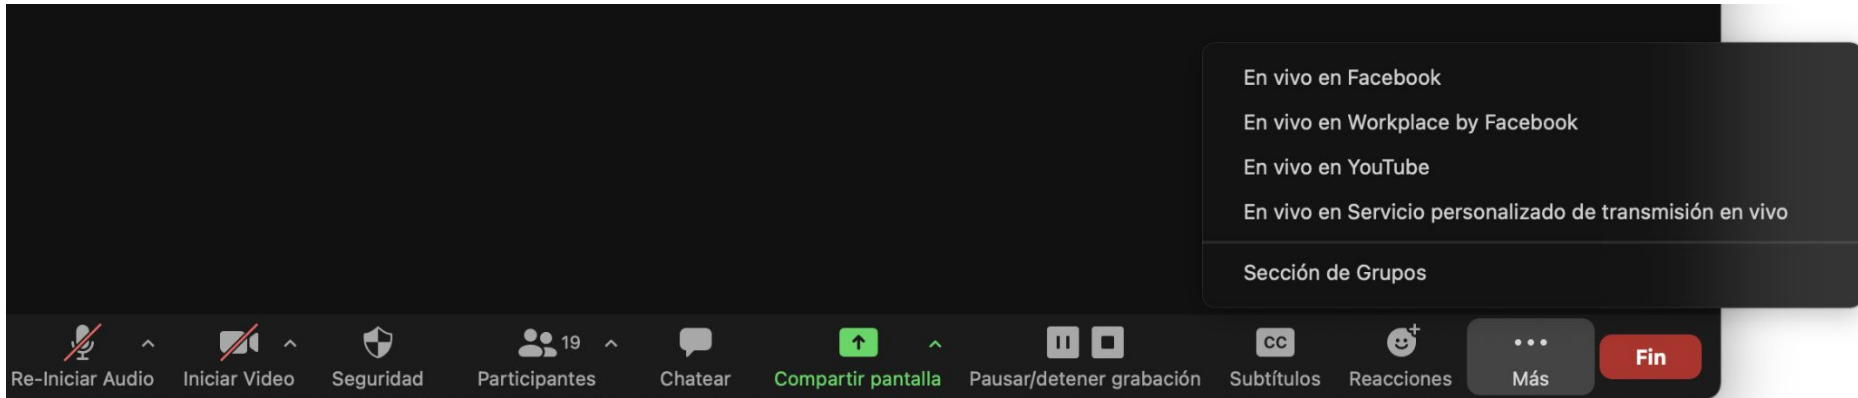 En vivo en Facebook
En vivo en Workplace by Facebook
En vivo en YouTube
En vivo en Servicio personalizado de transmisión en vivo
Sección de Grupos
19
CC
Re-Iniciar Audio
Iniciar Video
Seguridad
Participantes
Chatear
Compartir pantalla
Pausar/detener grabación
Subtítulos
Reacciones
Más
Fin